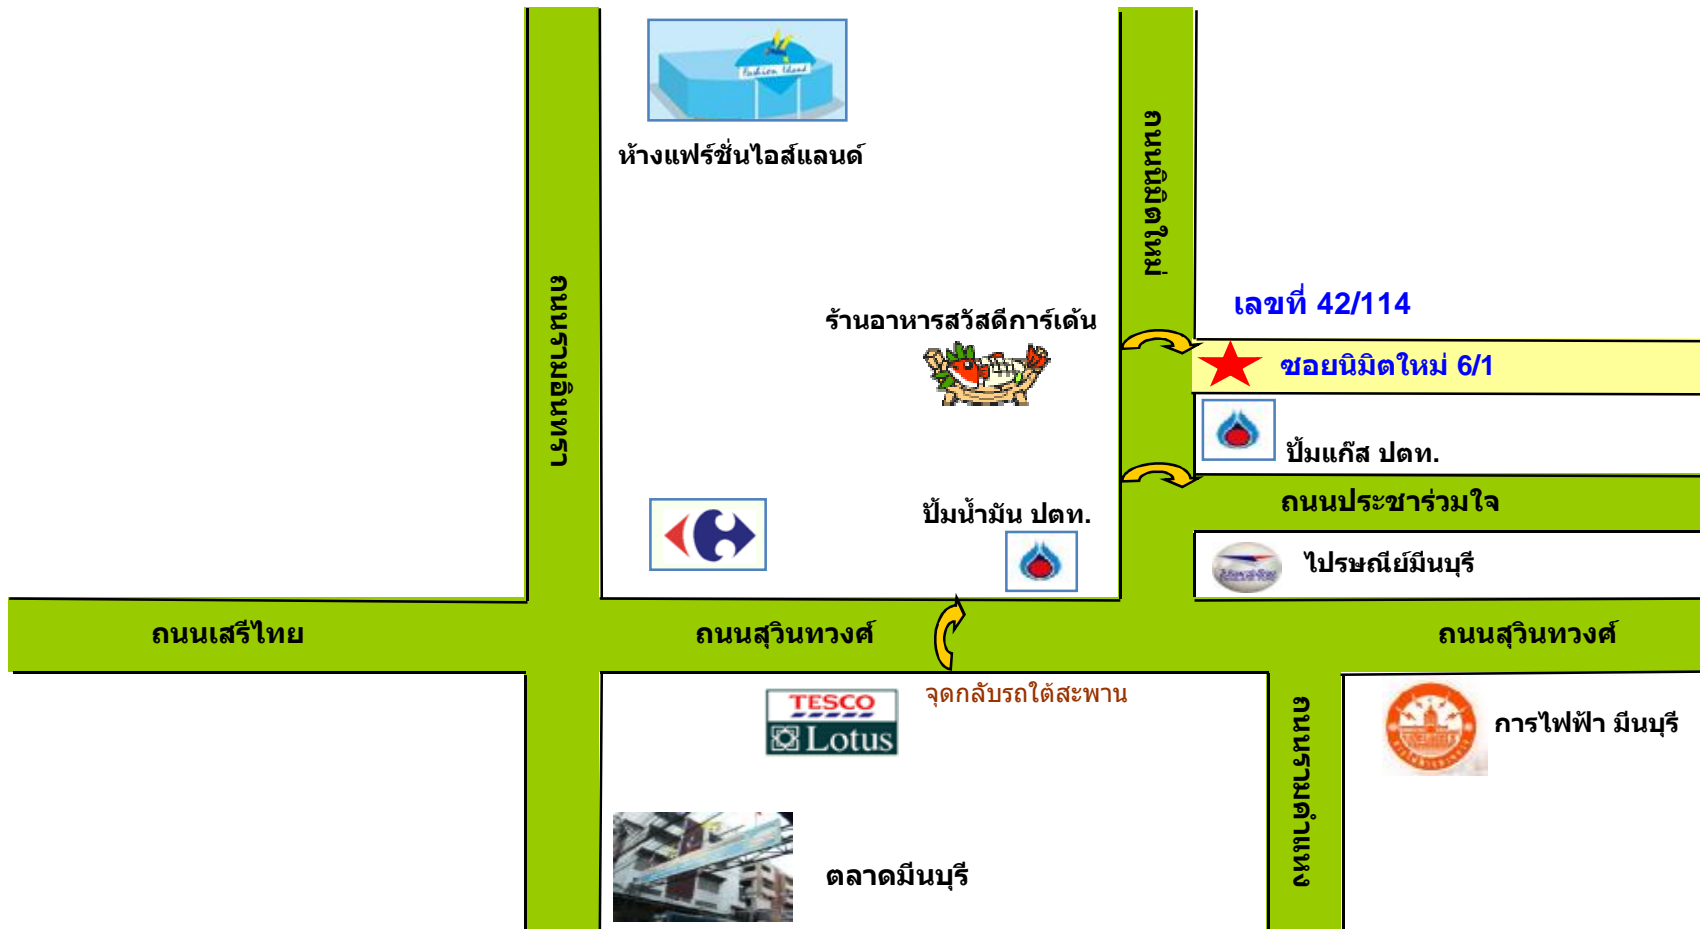 Fashion Island
ห้างแฟร์ชั่นไอส์แลนด์
ถนนนิมิตใหม่
ถนนรามอินทรา
เลขที่ 42/114
ร้านอาหารสวัสดีการ์เด้น
ซอยนิมิตใหม่ 6/1
ปั้มแก๊ส ปตท.
ถนนประชาร่วมใจ
ปั้มน้ำมัน ปตท.
ไปรษณีย์มีนบุรี
ถนนเสรีไทย
ถนนสุวินทวงศ์
ถนนสุวินทวงศ์
จุดกลับรถใต้สะพาน
TESCO
Lotus
ถนนรามคำแหง
การไฟฟ้า มีนบุรี
ตลาดมีนบุรี